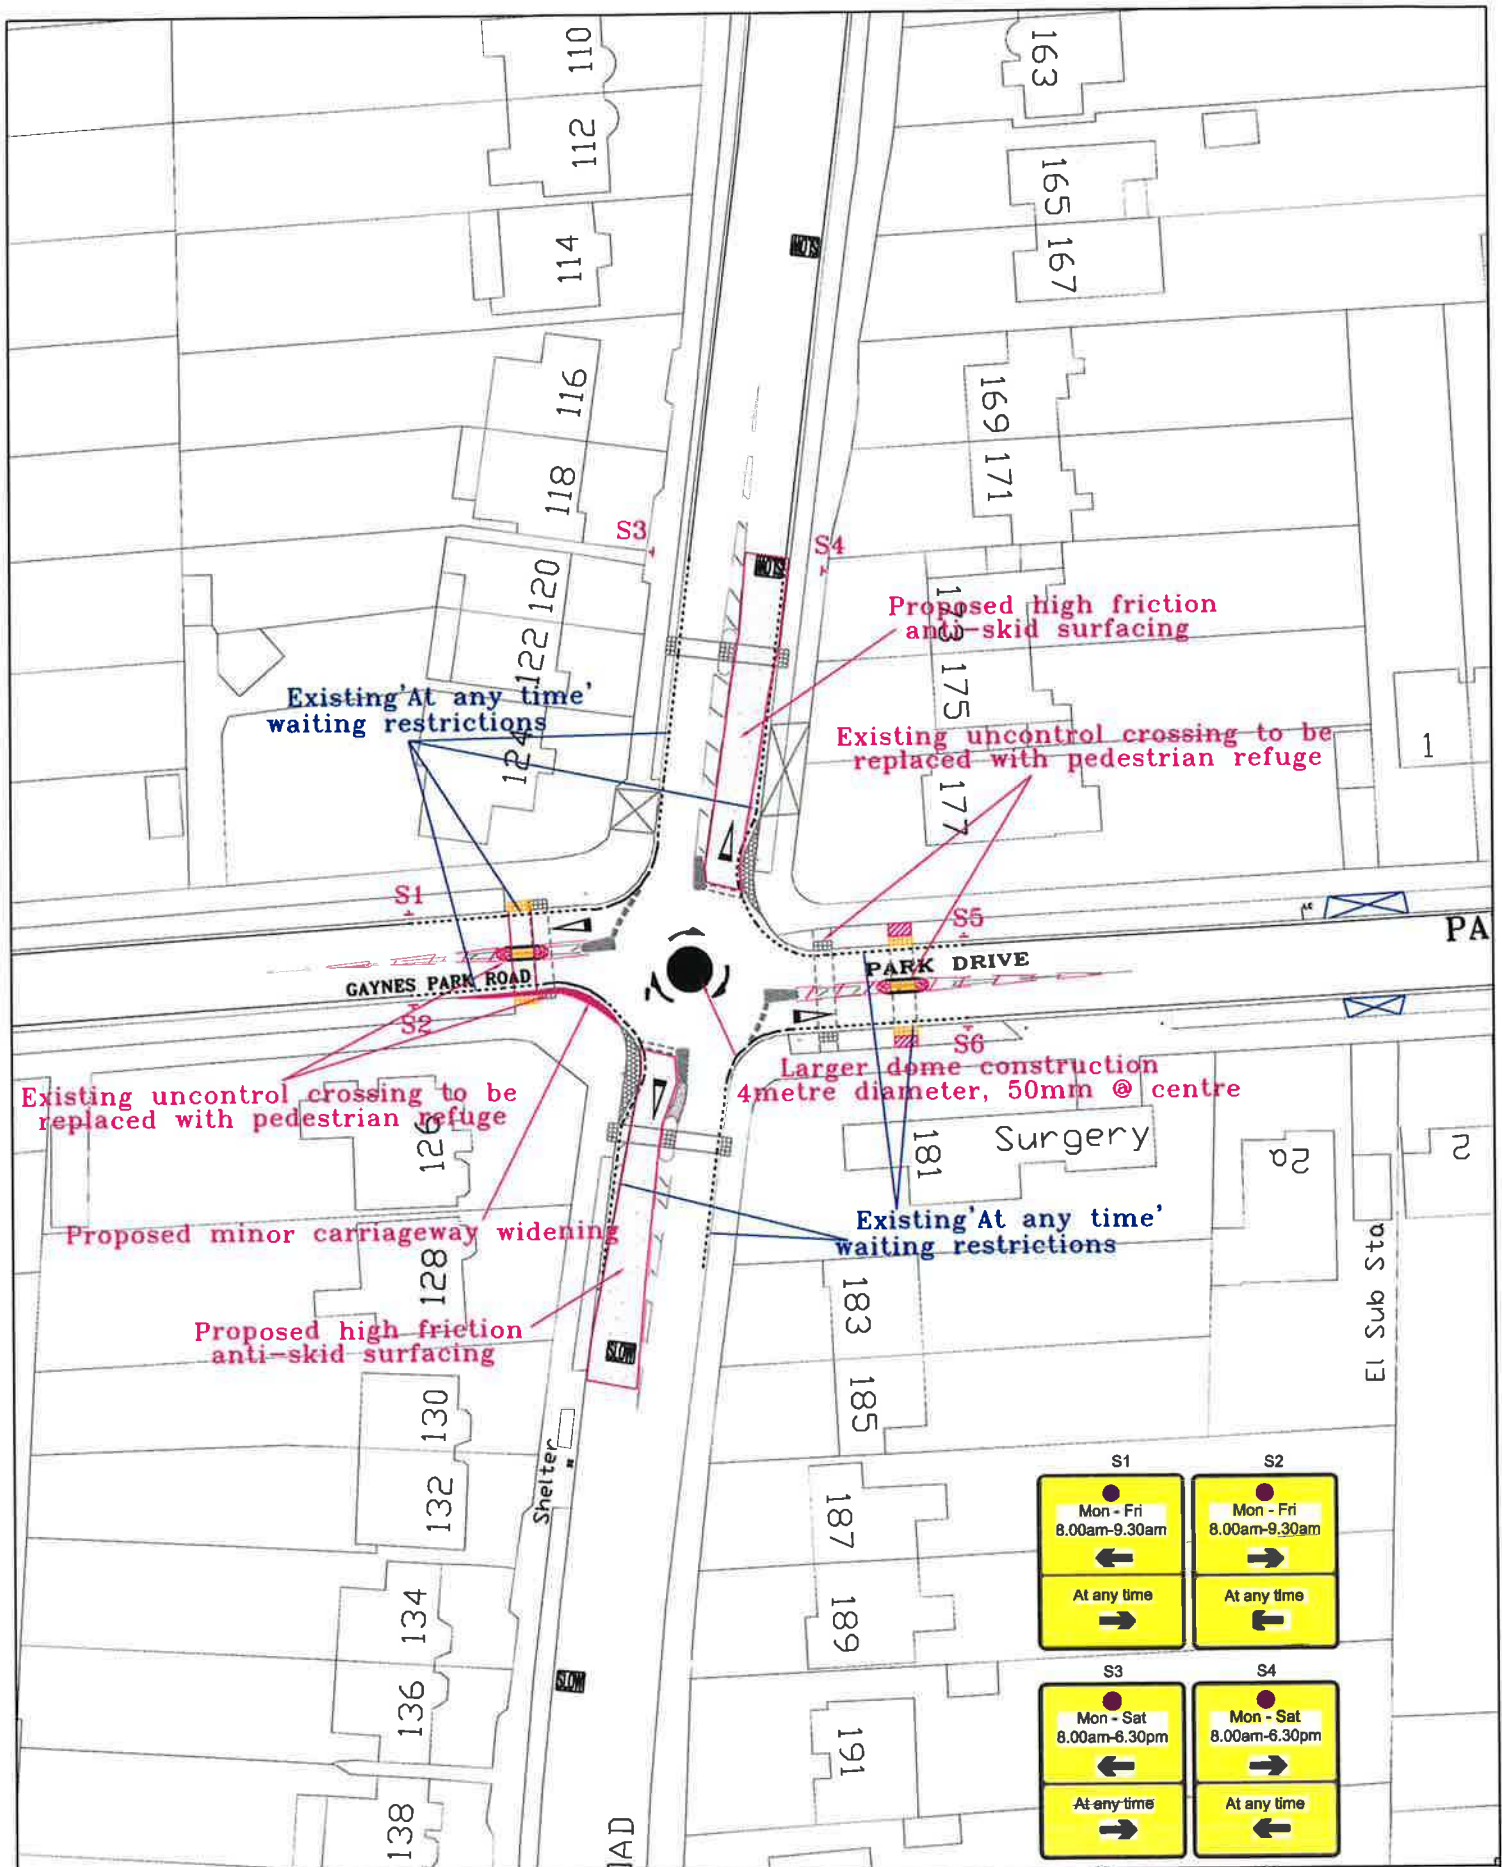 110
163
112
165
167
114
116
169
171
118
S3
S4
120
173
Proposed high friction
anti-skid surfacing
122
175
Existing'At any time'
waiting restrictions
124
Existing uncontrol crossing to be
replaced with pedestrian refuge
1
177
S1
S5
PA
PARK DRIVE
GAYNES PARK ROAD
S2
S6
Larger dome construction
4metre diameter, 50mm @ centre
Existing uncontrol crossing to be
replaced with pedestrian refuge
126
181
Surgery
2a
2
Existing'At any time'
waiting restrictions
Proposed minor carriageway widening
128
183
El Sub Sta
Proposed high friction
anti-skid surfacing
SLOW
SLOW
SLOW
130
185
132
Shelter
187
134
189
SLOW
136
191
138
S1
Mon - Fri
8.00am-9.30am
At any time
S2
Mon - Fri
8.00am-9.30am
At any time
S3
Mon - Sat
8.00am-6.30pm
At any time
S4
Mon - Sat
8.00am-6.30pm
At any time